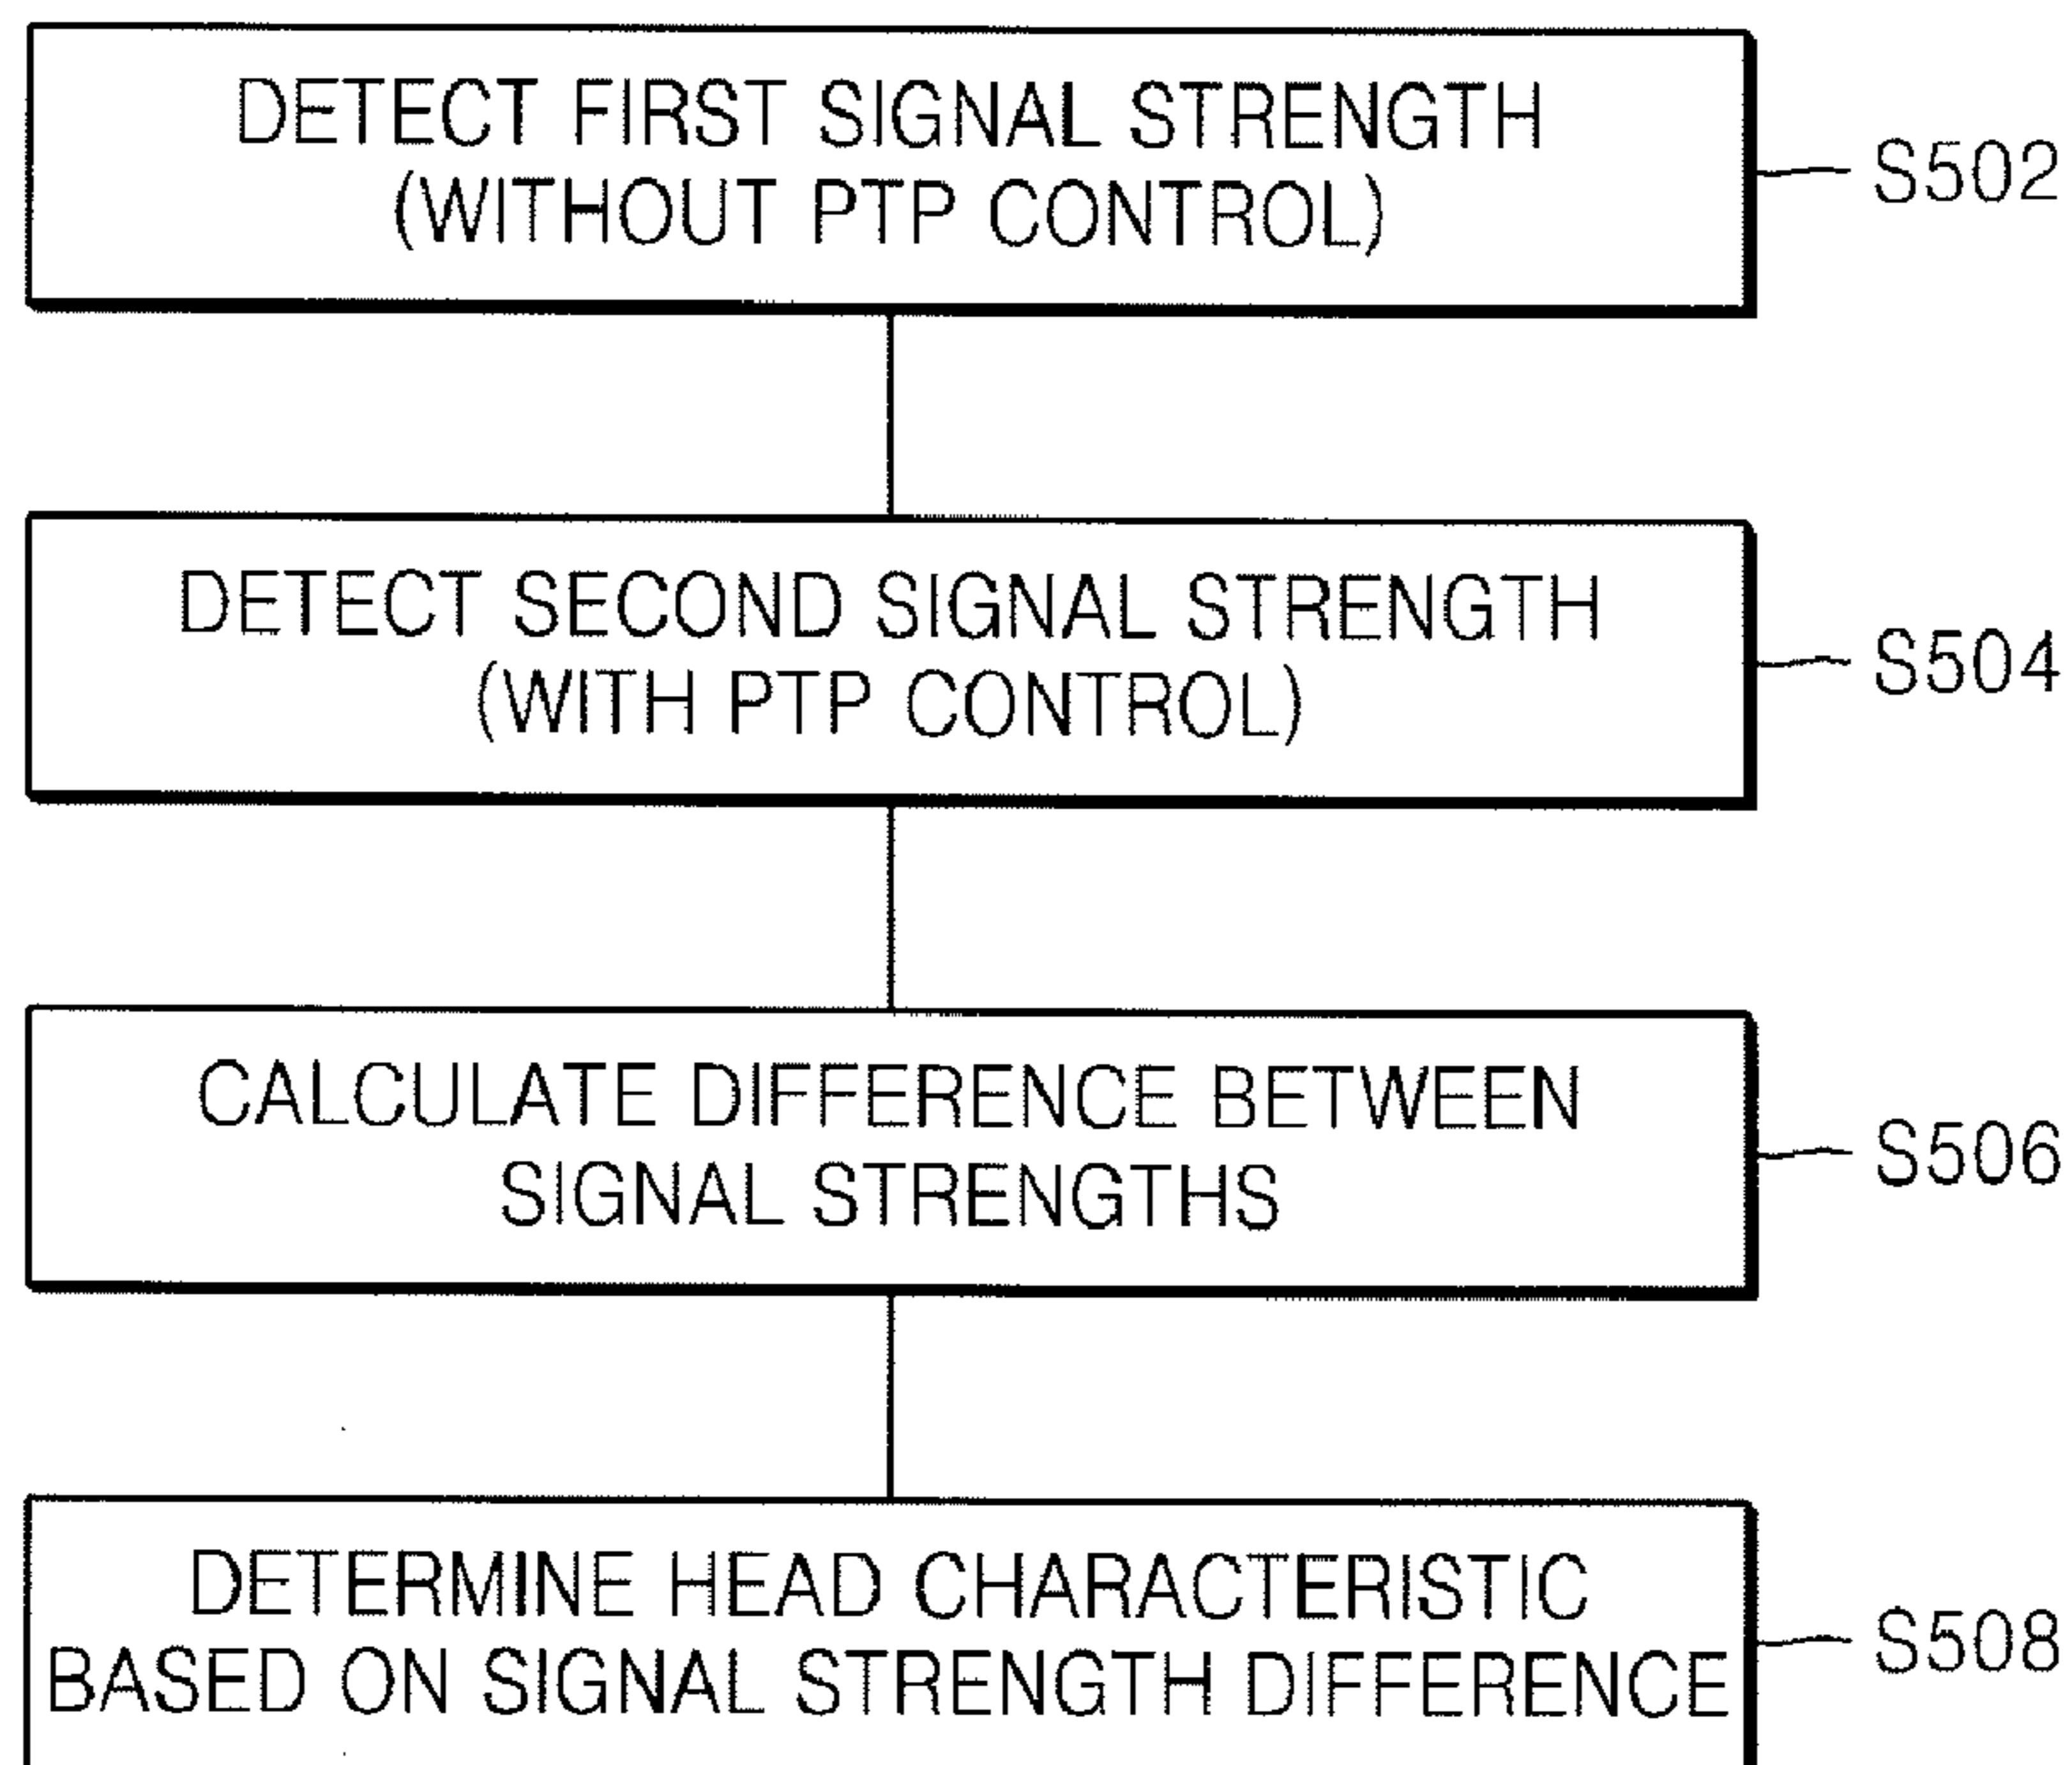 DETECT FIRST SIGNAL STRENGTH
(WITHOUT PTP CONTROL)
S502
DETECT SECOND SIGNAL STRENGTH
(WITH PTP CONTROL)
S504
CALCULATE DIFFERENCE BETWEEN
SIGNAL STRENGTHS
S506
DETERMINE HEAD CHARACTERISTIC
BASED ON SIGNAL STRENGTH DIFFERENCE
S508